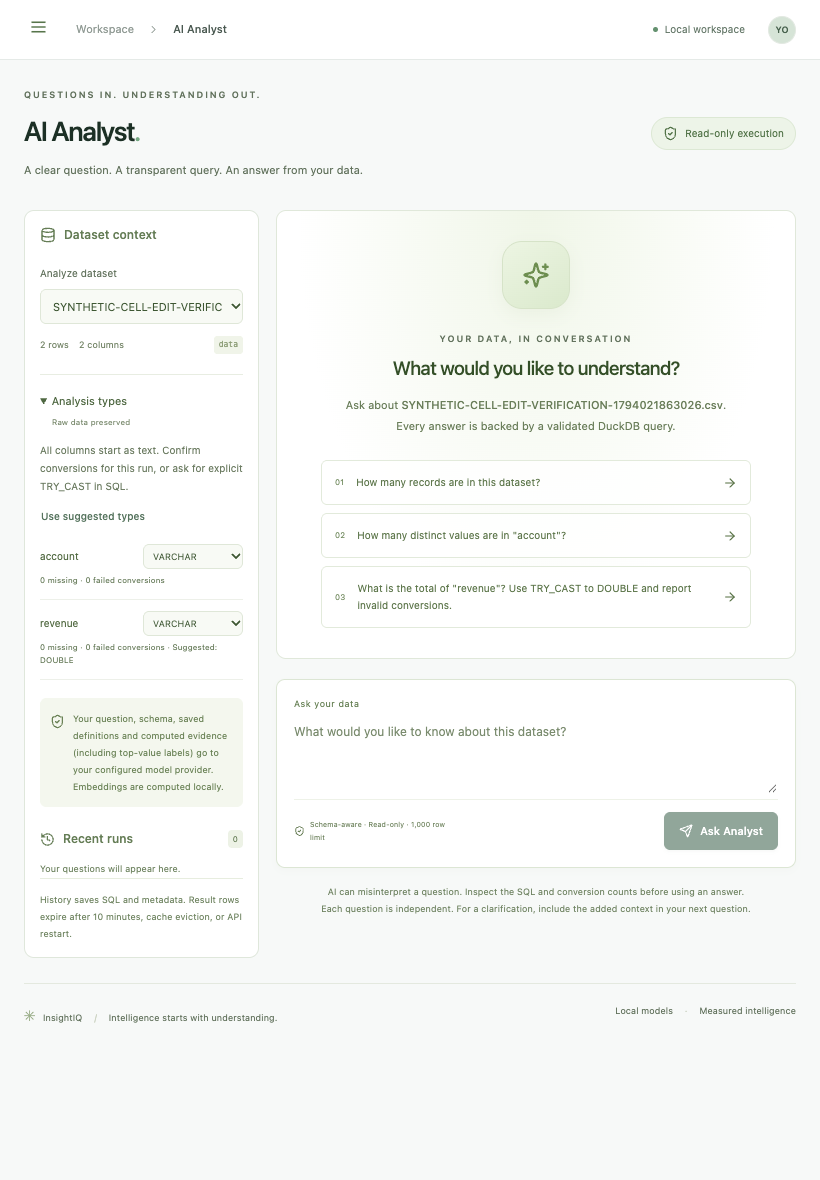 Workspace > AI Analyst
Local workspace
YO
QUESTIONS IN. UNDERSTANDING OUT.
AI Analyst.
Read-only execution
A clear question. A transparent query. An answer from your data.
Dataset context
Analyze dataset
SYNTHETIC-CELL-EDIT-VERIFIC
2 rows 2 columns data
Analysis types
Raw data preserved
All columns start as text. Confirm
conversions for this run, or ask for explicit
TRY_CAST in SQL.
Use suggested types
account VARCHAR
0 missing · 0 failed conversions
revenue VARCHAR
0 missing · 0 failed conversions · Suggested:
DOUBLE
Your question, schema, saved
definitions and computed evidence
(including top-value labels) go to
your configured model provider.
Embeddings are computed locally.
Recent runs 0
Your questions will appear here.
History saves SQL and metadata. Result rows
expire after 10 minutes, cache eviction, or API
restart.
YOUR DATA, IN CONVERSATION
What would you like to understand?
Ask about SYNTHETIC-CELL-EDIT-VERIFICATION-1794021863026.csv.
Every answer is backed by a validated DuckDB query.
01 How many records are in this dataset?
02 How many distinct values are in "account"?
03 What is the total of "revenue"? Use TRY_CAST to DOUBLE and report
invalid conversions.
Ask your data
What would you like to know about this dataset?
Schema-aware · Read-only · 1,000 row
limit
Ask Analyst
AI can misinterpret a question. Inspect the SQL and conversion counts before using an answer.
Each question is independent. For a clarification, include the added context in your next question.
InsightIQ / Intelligence starts with understanding.
Local models · Measured intelligence